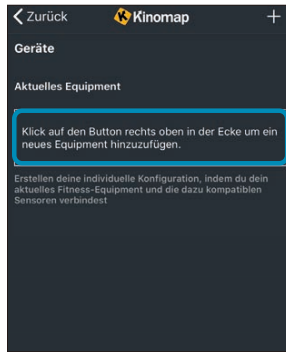 Zurück Kinomap +
Geräte
Aktuelles Equipment
Klick auf den Button rechts oben in der Ecke um ein
neues Equipment hinzuzufügen.
Erstellen deine individuelle Konfiguration, indem du dein
aktuelles Fitness-Equipment und die dazu kompatiblen
Sensoren verbindest